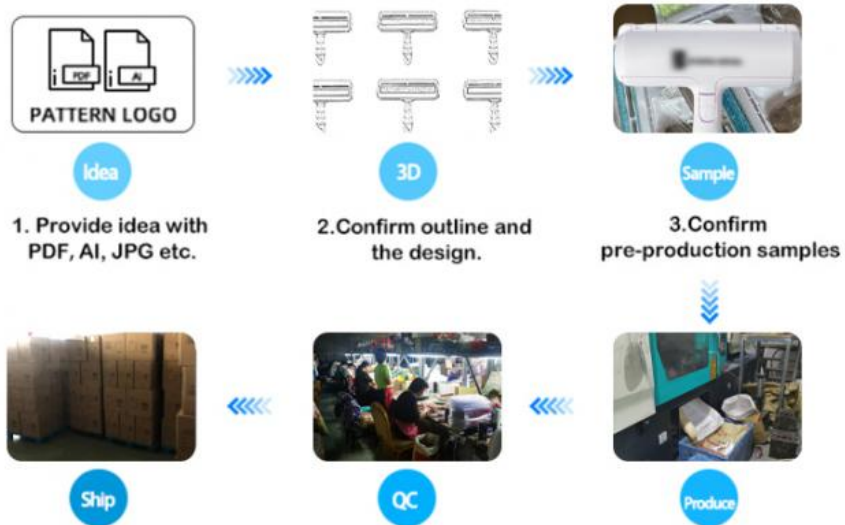 PDF
Ai
PATTERN LOGO
Idea
3D
Sample
1. Provide idea with
PDF, AI, JPG etc.
2.Confirm outline and
the design.
3.Confirm
pre-production samples
Ship
QC
Produce